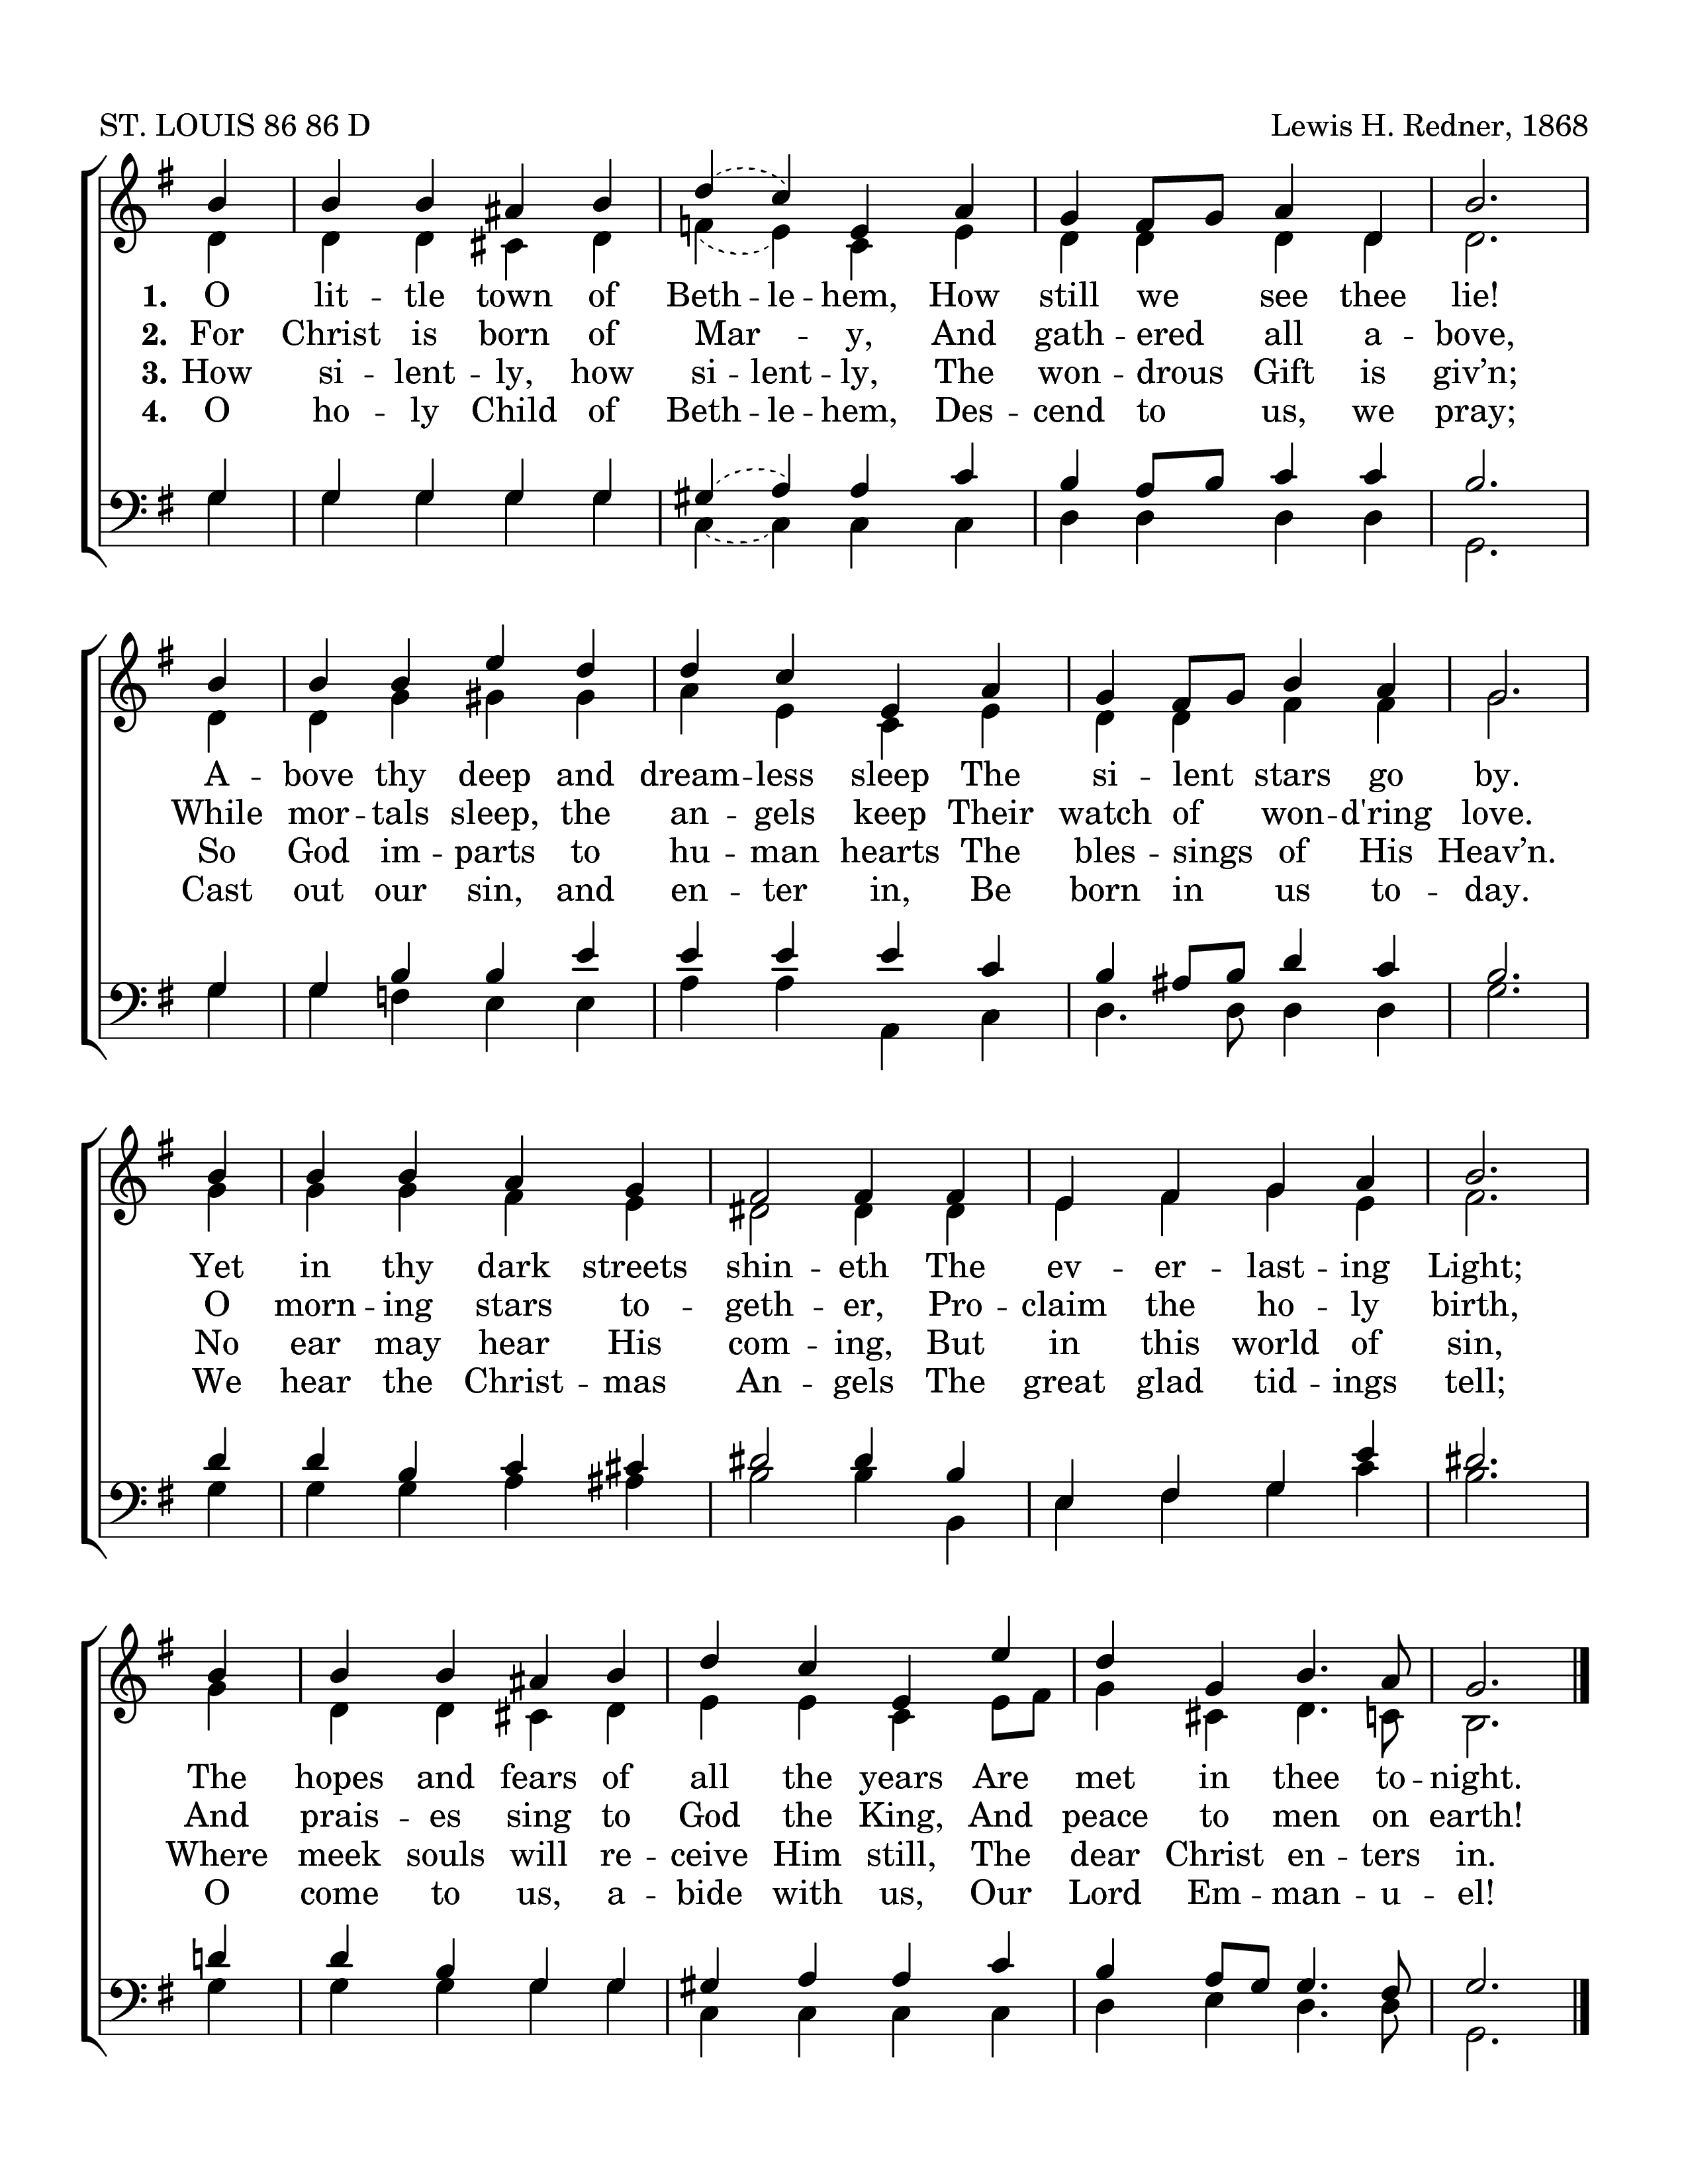 ST. LOUIS 86 86 D Lewis H. Redner, 1868
1. O lit -- tle town of Beth -- le -- hem, How still we see thee lie!
2. For Christ is born of Mar -- y, And gath -- ered all a -- bove,
3. How si -- lent -- ly, how si -- lent -- ly, The won -- drous Gift is giv’n;
4. O ho -- ly Child of Beth -- le -- hem, Des -- cend to us, we pray;
A -- bove thy deep and dream -- less sleep The si -- lent stars go by.
While mor -- tals sleep, the an -- gels keep Their watch of won -- d'ring love.
So God im -- parts to hu -- man hearts The bles -- sings of His Heav’n.
Cast out our sin, and en -- ter in, Be born in us to -- day.
Yet in thy dark streets shin -- eth The ev -- er -- last -- ing Light;
O morn -- ing stars to -- geth -- er, Pro -- claim the ho -- ly birth,
No ear may hear His com -- ing, But in this world of sin,
We hear the Christ -- mas An -- gels The great glad tid -- ings tell;
The hopes and fears of all the years Are met in thee to -- night.
And prais -- es sing to God the King, And peace to men on earth!
Where meek souls will re -- ceive Him still, The dear Christ en -- ters in.
O come to us, a -- bide with us, Our Lord Em -- man -- u -- el!